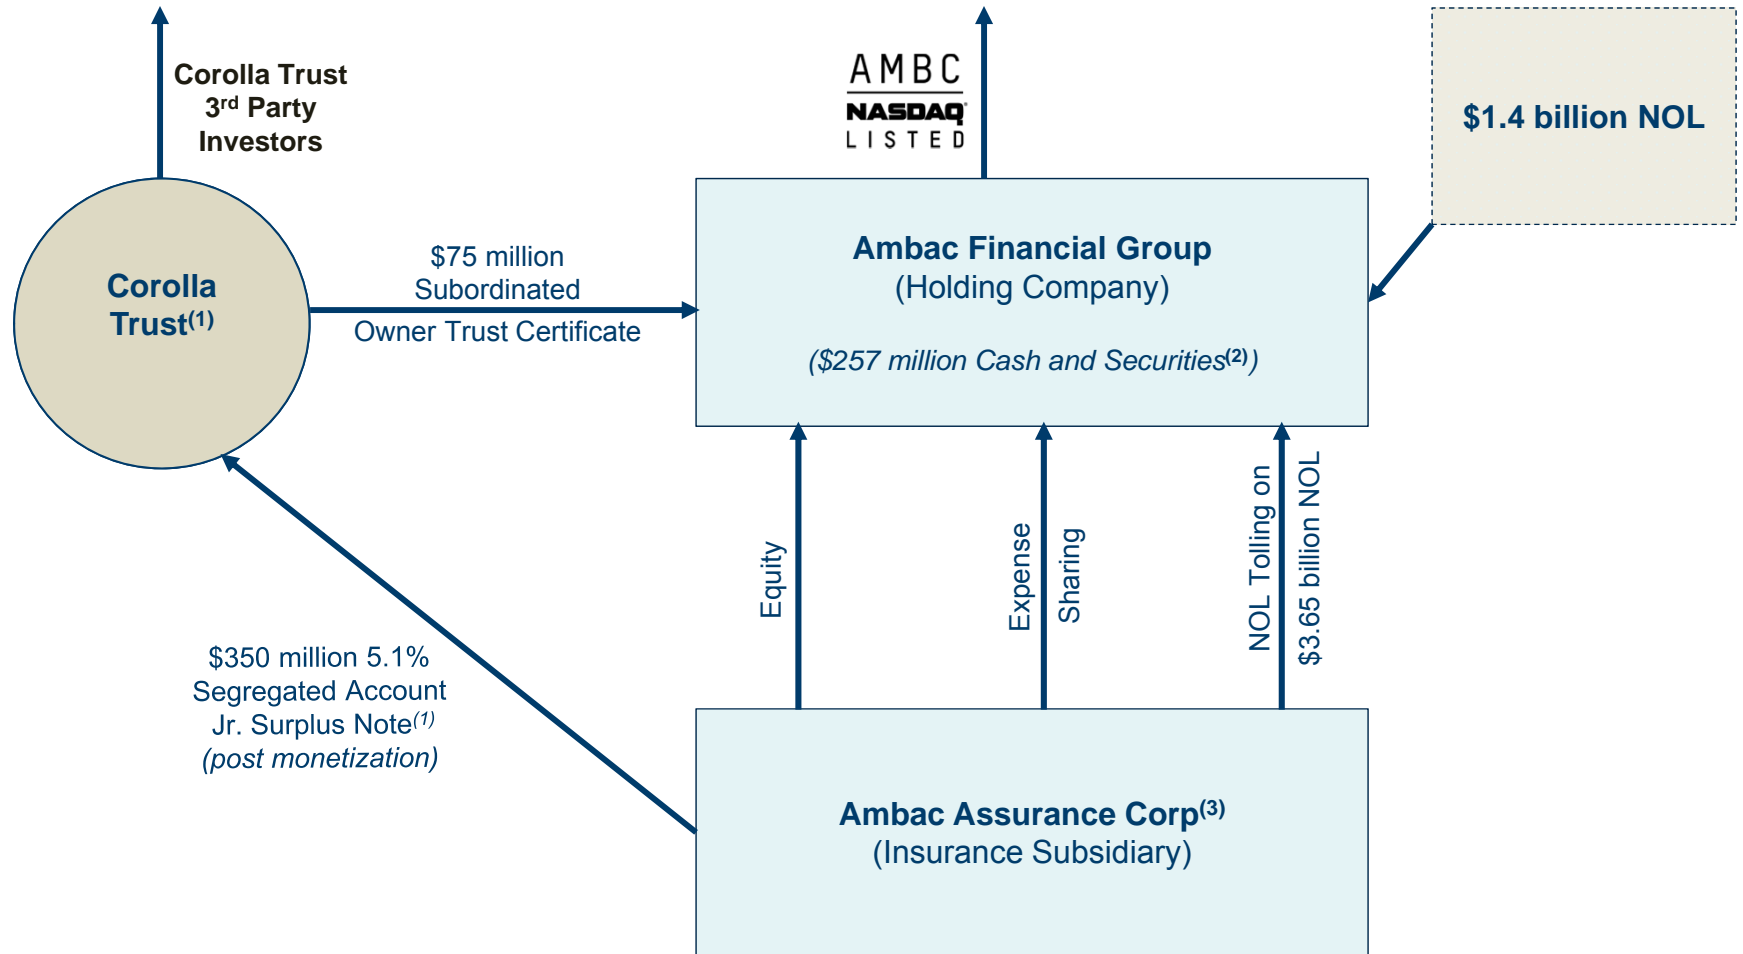 Corolla Trust
3rd Party
Investors
AMBC
NASDAQ
LISTED
$1.4 billion NOL
Corolla
Trust(1)
$75 million
Subordinated
Owner Trust Certificate
Ambac Financial Group
(Holding Company)
($257 million Cash and Securities(2))
Equity
Expense
Sharing
NOL Tolling on
$3.65 billion NOL
$350 million 5.1%
Segregated Account
Jr. Surplus Note(1)
(post monetization)
Ambac Assurance Corp(3)
(Insurance Subsidiary)